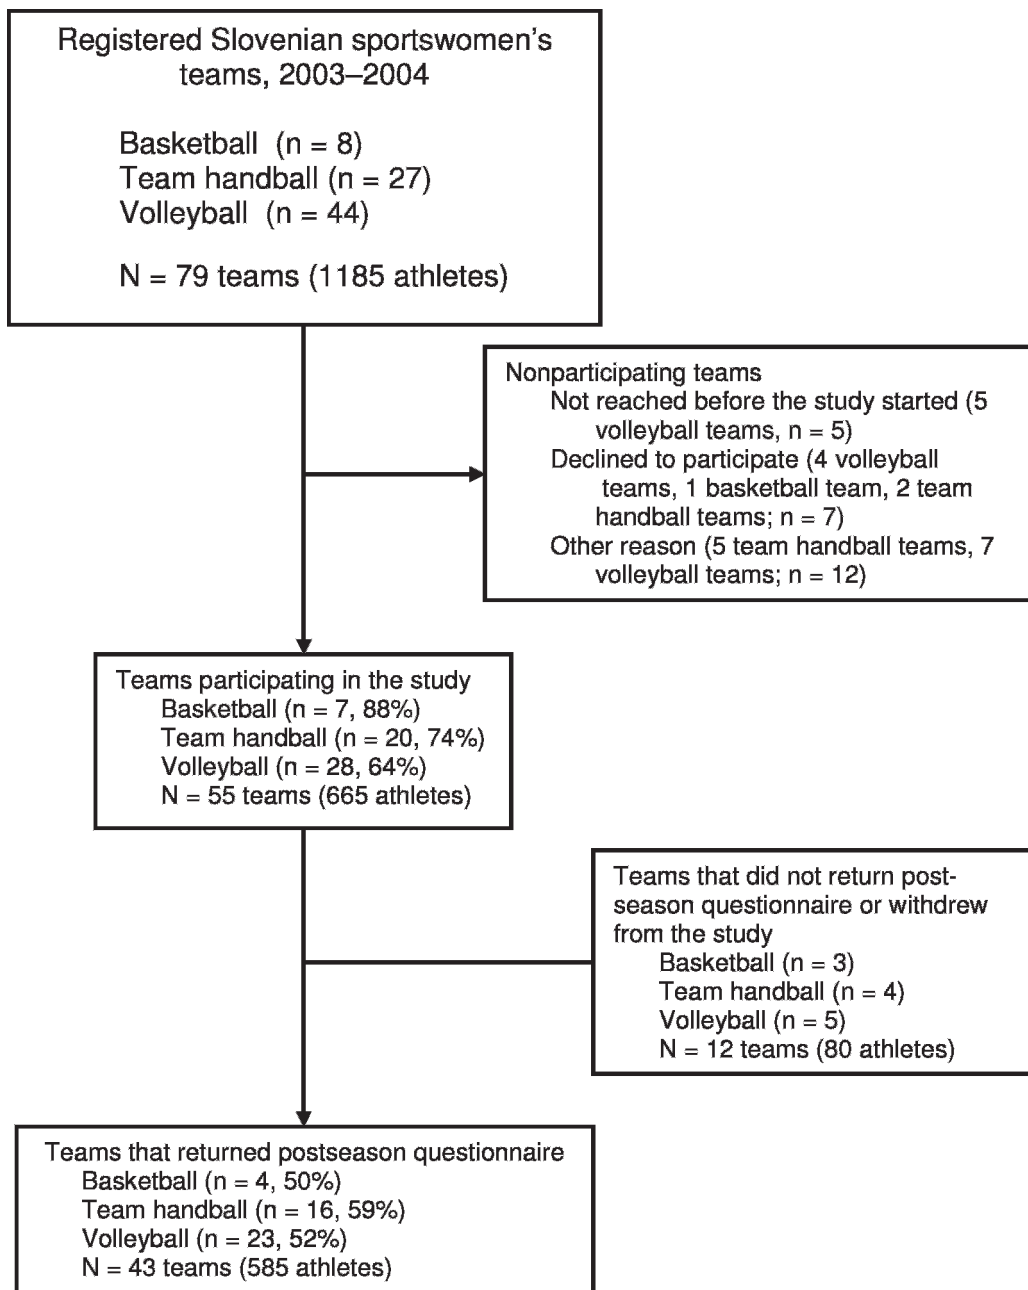 Registered Slovenian sportswomen's
teams, 2003–2004
Basketball (n = 8)
Team handball (n = 27)
Volleyball (n = 44)
N = 79 teams (1185 athletes)
Nonparticipating teams
Not reached before the study started (5
volleyball teams, n = 5)
Declined to participate (4 volleyball
teams, 1 basketball team, 2 team
handball teams; n = 7)
Other reason (5 team handball teams, 7
volleyball teams; n = 12)
Teams participating in the study
Basketball (n = 7, 88%)
Team handball (n = 20, 74%)
Volleyball (n = 28, 64%)
N = 55 teams (665 athletes)
Teams that did not return post-
season questionnaire or withdrew
from the study
Basketball (n = 3)
Team handball (n = 4)
Volleyball (n = 5)
N = 12 teams (80 athletes)
Teams that returned postseason questionnaire
Basketball (n = 4, 50%)
Team handball (n = 16, 59%)
Volleyball (n = 23, 52%)
N = 43 teams (585 athletes)